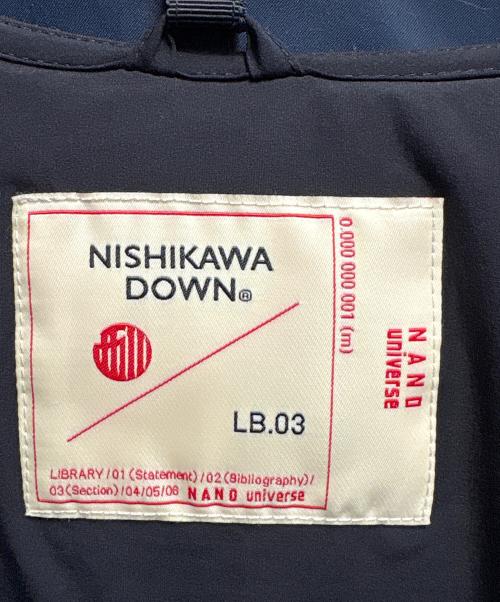 NISHIKAWA
DOWN®
LB.03
LIBRARY/01(Statement)/02(Bibliography)/
03(Section)/04/05/06 NANO universe
0.000 000 001 (m)
NANO
universe